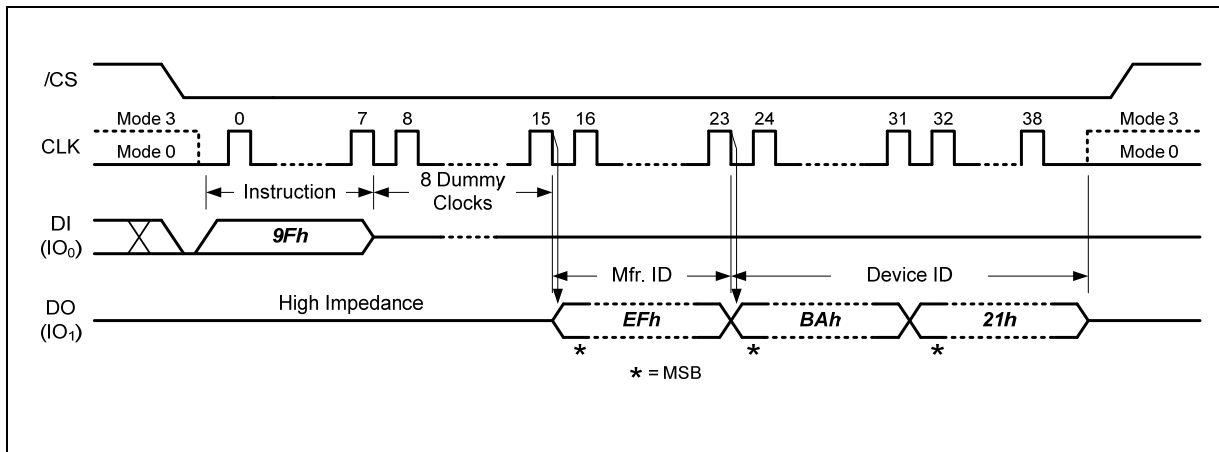 /CS
Mode 3 0 7 8 15 16 23 24 31 32 38 Mode 3
CLK
Mode 0 Mode 0
Instruction 8 Dummy
Clocks
DI
(IO0)
9Fh
Mfr. ID Device ID
High Impedance
DO
(IO1)
EFh BAh 21h
* * *
* = MSB